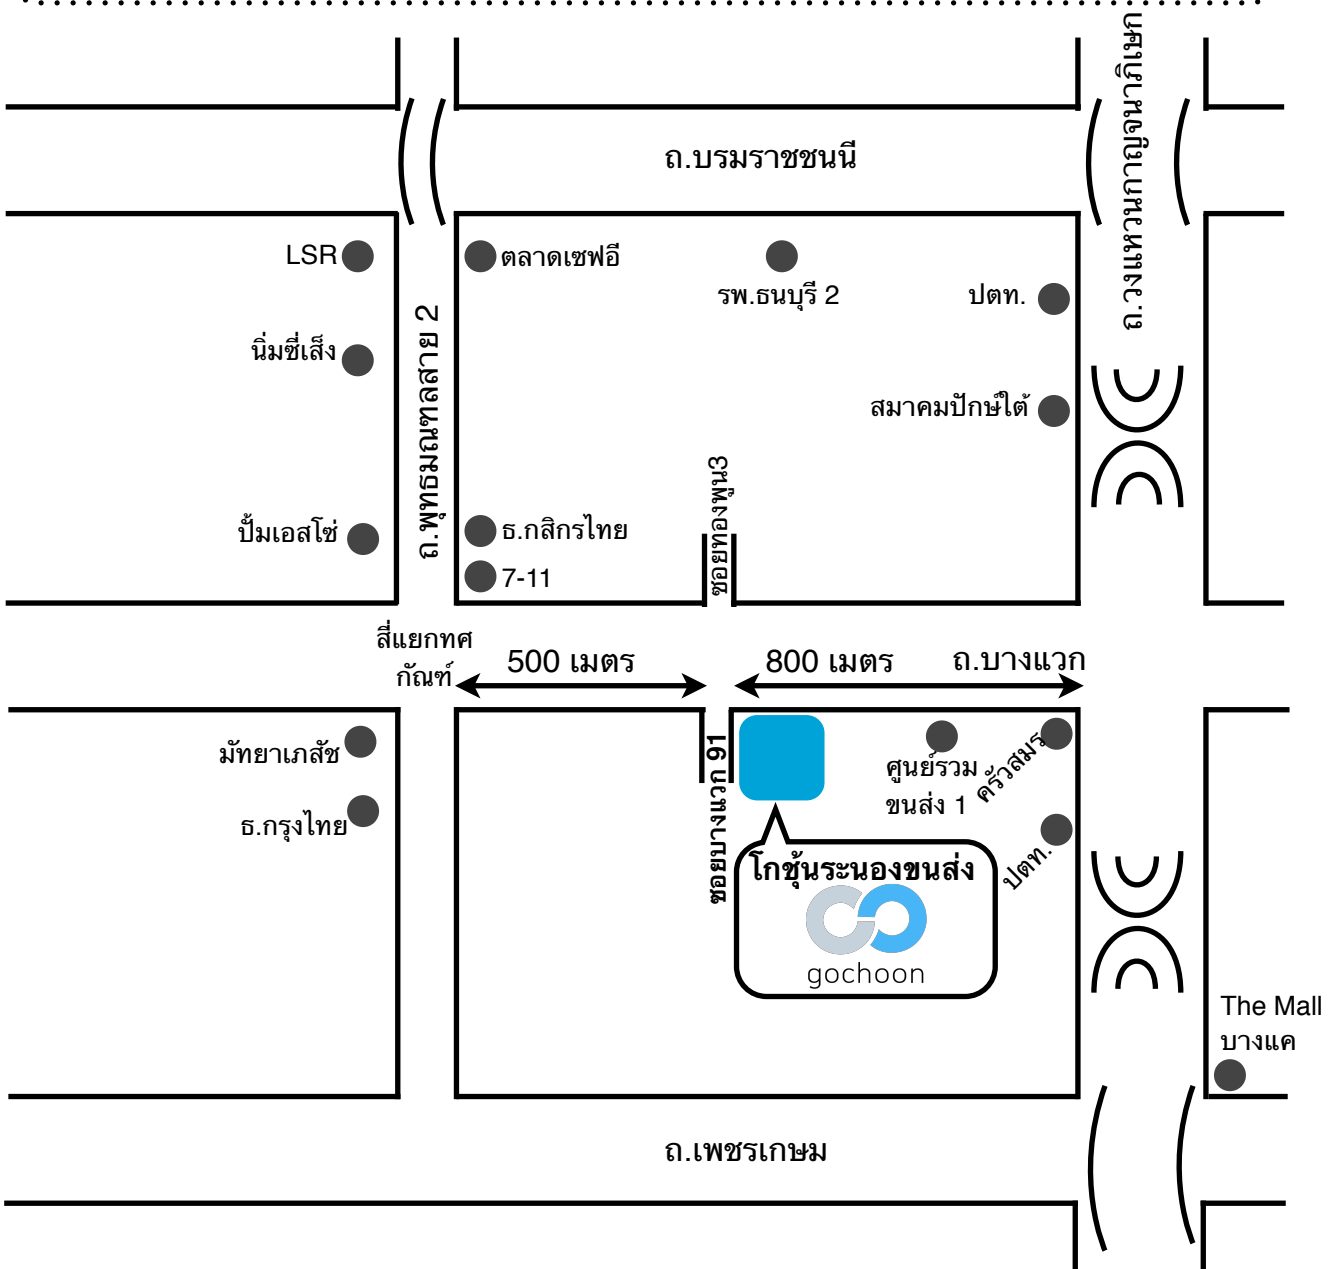 ถ.วงแหวนกาญจนาภิเษก
ถ.บรมราชชนนี
LSR
ตลาดเซฟอี
รพ.ธนบุรี 2
ปตท.
นิ่มซี่เส็ง
ถ.พุทธมณฑลสาย 2
สมาคมปักษ์ใต้
ซอยทองพูน3
ปั้มเอสโซ่
ธ.กสิกรไทย
7-11
สี่แยกทศ
กัณฑ์
500 เมตร
800 เมตร
ถ.บางแวก
มัทยาเภสัช
ธ.กรุงไทย
ซอยบางแวก 91
ศูนย์รวม
ขนส่ง 1
ครัวสมร
ปตท.
โกชุ้นระนองขนส่ง
gochoon
The Mall
บางแค
ถ.เพชรเกษม